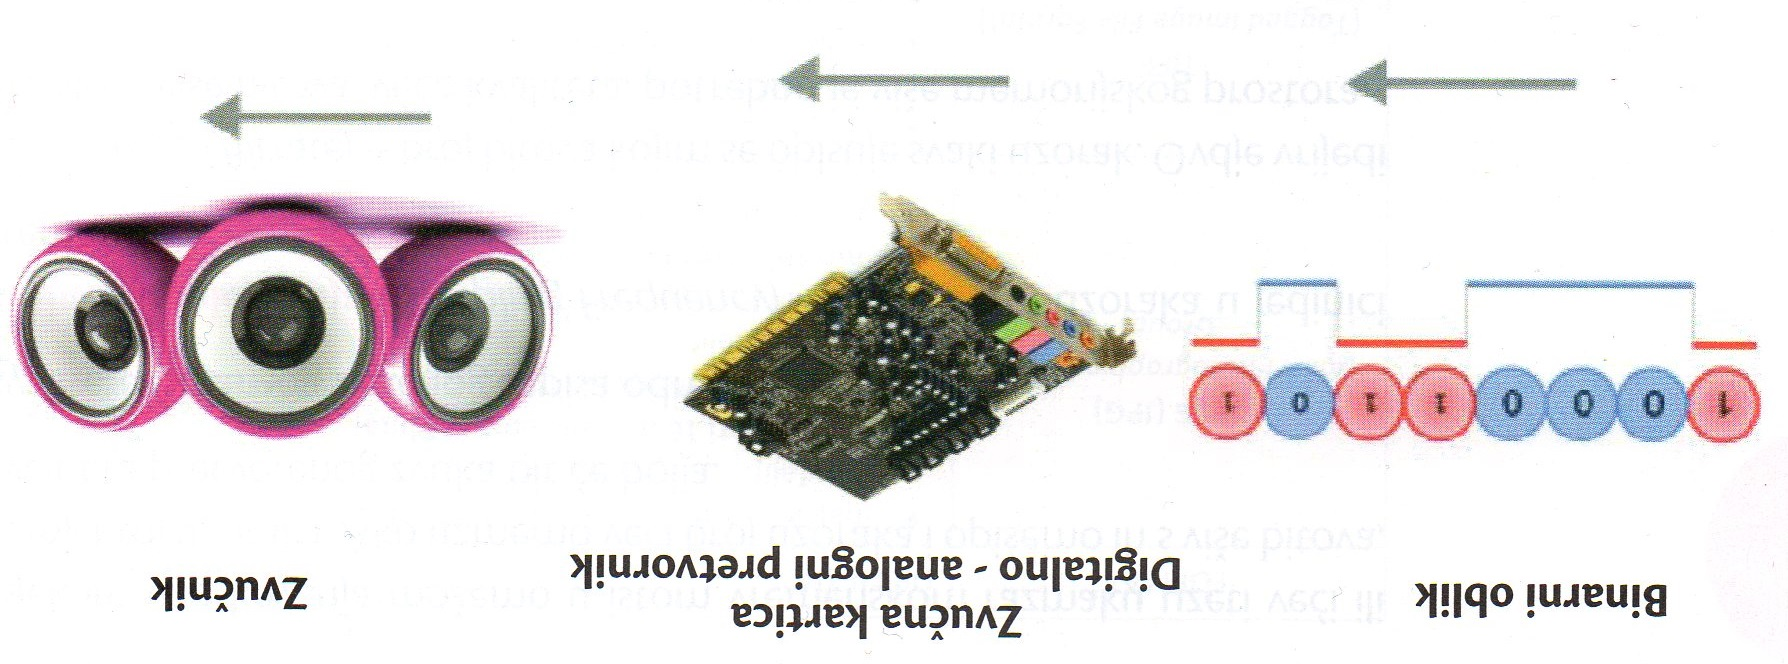 Binarni oblik
Zvučna kartica
Digitalno - analogni pretvornik
Zvučnik
1 0 0 0 1 1 0 1